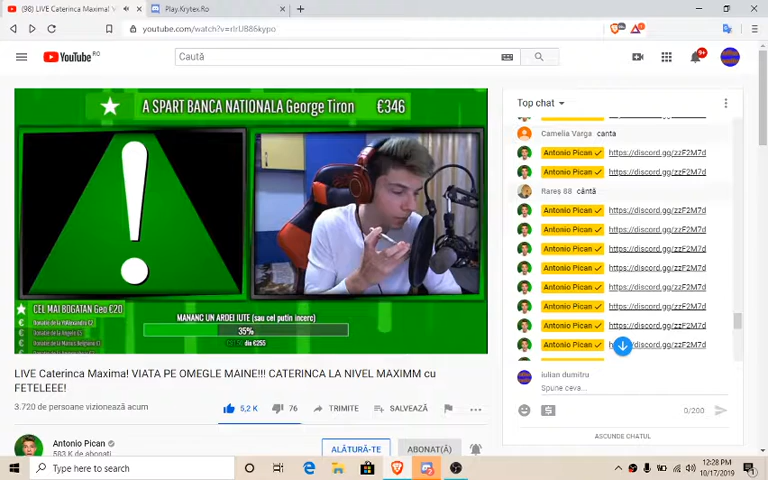 (98) LIVE Caterinca Maxima! V
Play.Krytex.Ro
youtube.com/watch?v=rIrU886kypo
YouTube RO
Caută
9+
A SPART BANCA NATIONALA George Tiron €346
CEL MAI BOGATAN Geo €20
MANANC UN ARDEI IUTE (sau cel putin incerc)
35%
€255
LIVE Caterinca Maxima! VIATA PE OMEGLE MAINE!!! CATERINCA LA NIVEL MAXIMM cu
FETELEEE!
3.720 de persoane vizionează acum
5,2 K
76
TRIMITE
SALVEAZĂ
Antonio Pican
583 K de abonați
ALĂTURĂ-TE
ABONAT(Ă)
Top chat
Camelia Varga canta
Antonio Pican https://discord.gg/zzF2M7d
Antonio Pican https://discord.gg/zzF2M7d
Rares 88 cântă
Antonio Pican https://discord.gg/zzF2M7d
Antonio Pican https://discord.gg/zzF2M7d
Antonio Pican https://discord.gg/zzF2M7d
Antonio Pican https://discord.gg/zzF2M7d
Antonio Pican https://discord.gg/zzF2M7d
Antonio Pican https://discord.gg/zzF2M7d
Antonio Pican https://discord.gg/zzF2M7d
Antonio Pican discord.gg/zzF2M7d
iulian dumitru
Spune ceva...
0/200
ASCUNDE CHATUL
Type here to search
12:28 PM
10/17/2019